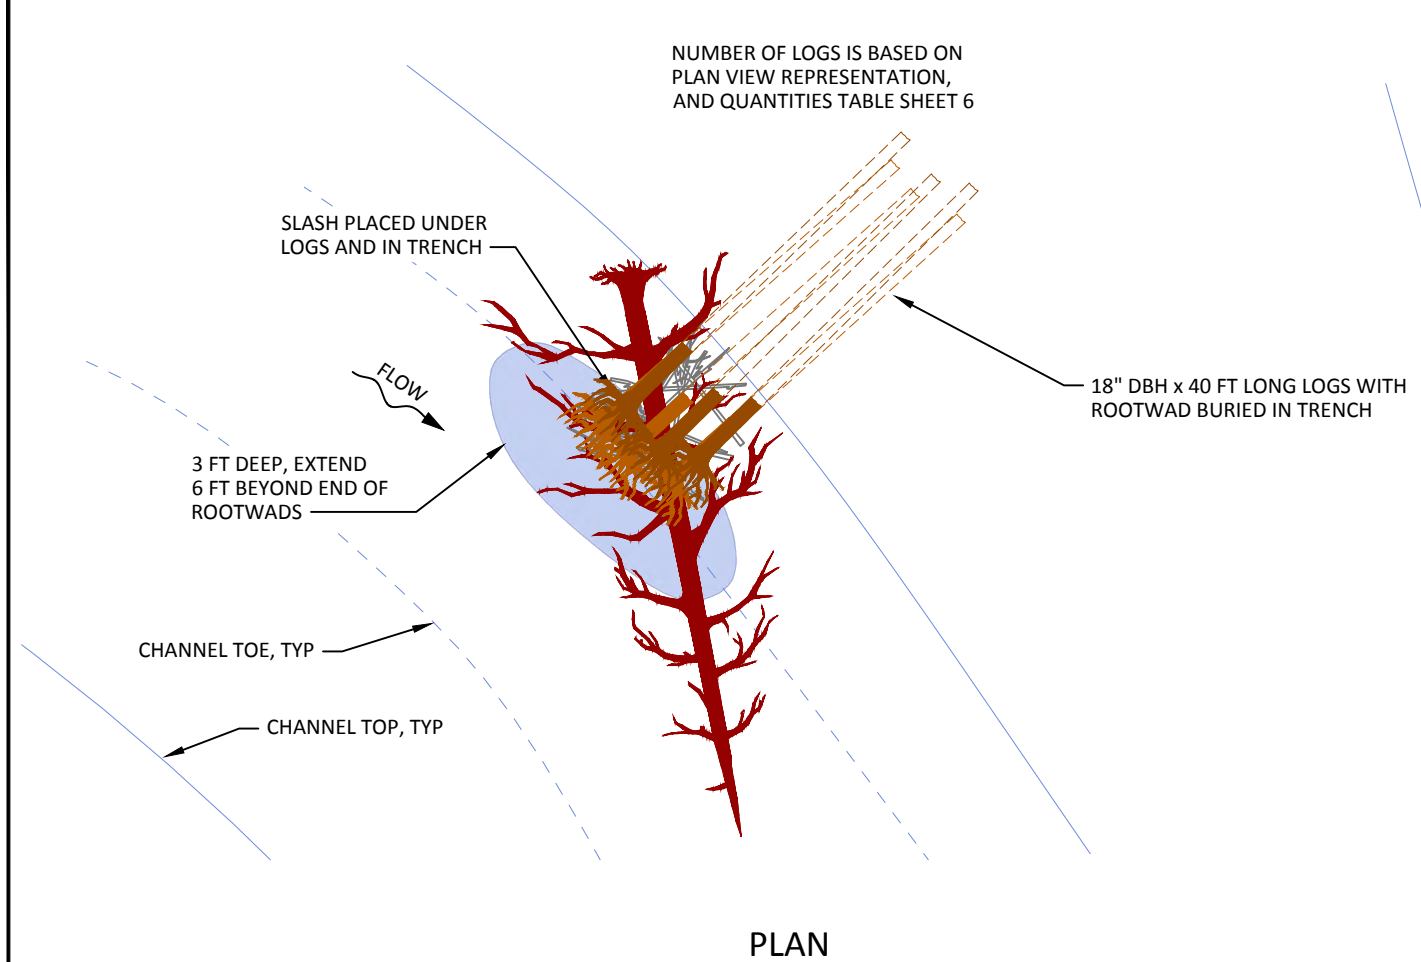 NUMBER OF LOGS IS BASED ON
PLAN VIEW REPRESENTATION,
AND QUANTITIES TABLE SHEET 6
SLASH PLACED UNDER
LOGS AND IN TRENCH
FLOW
18" DBH x 40 FT LONG LOGS WITH
ROOTWAD BURIED IN TRENCH
3 FT DEEP, EXTEND
6 FT BEYOND END OF
ROOTWADS
CHANNEL TOE, TYP
CHANNEL TOP, TYP
PLAN